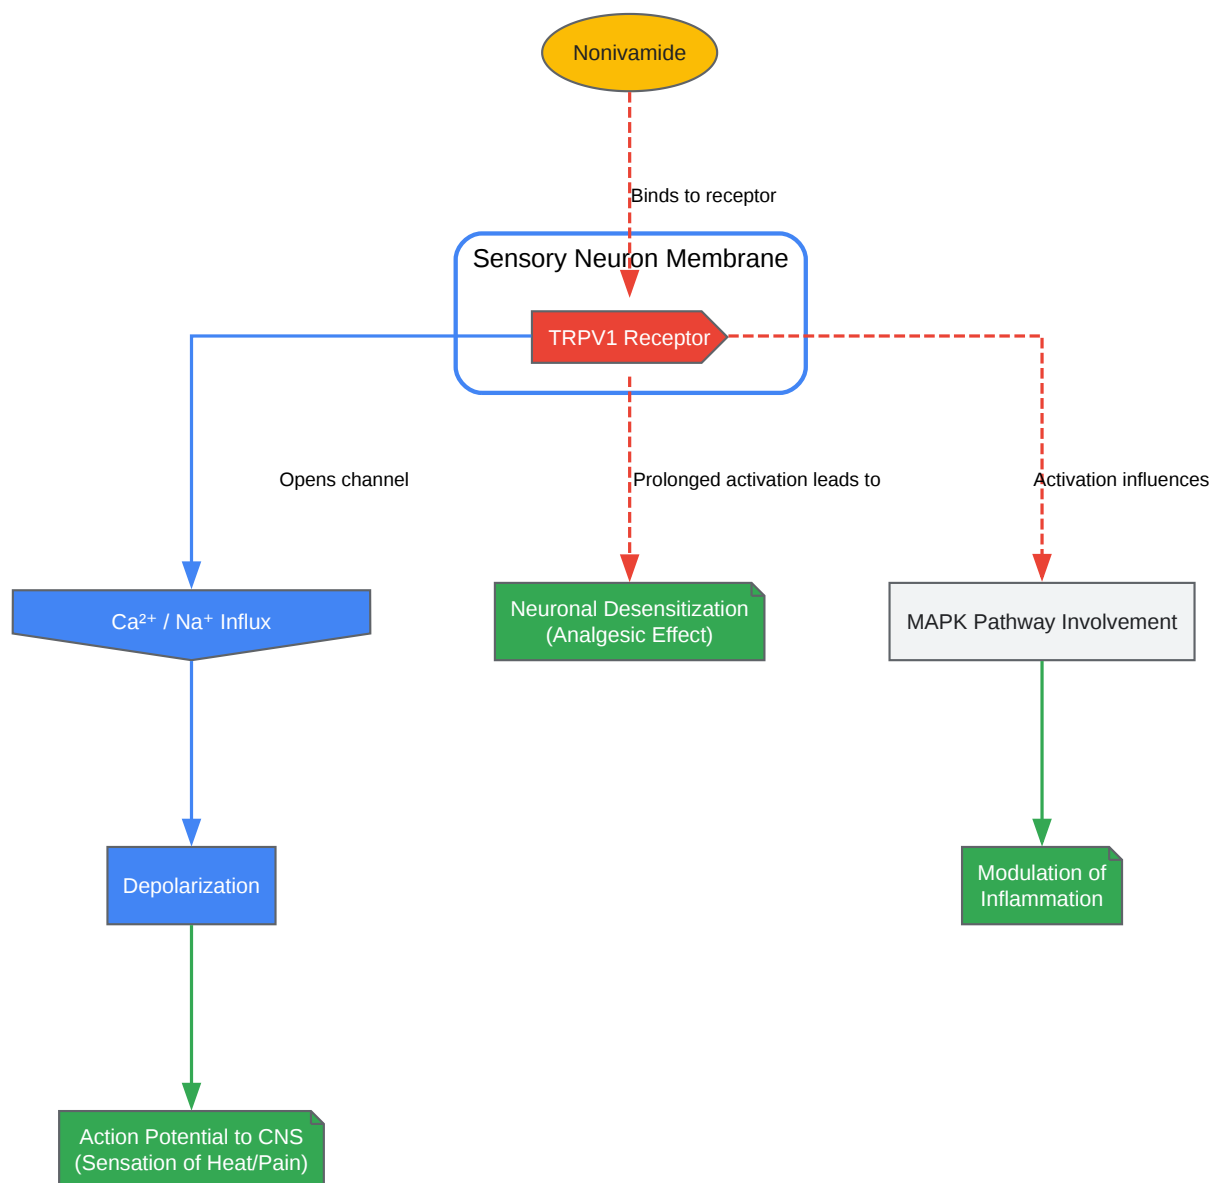 Nonivamide
Binds to receptor
Sensory Neuron Membrane
TRPV1 Receptor
Opens channel
Prolonged activation leads to
Activation influences
Ca²⁺ / Na⁺ Influx
Neuronal Desensitization
(Analgesic Effect)
MAPK Pathway Involvement
Depolarization
Modulation of
Inflammation
Action Potential to CNS
(Sensation of Heat/Pain)